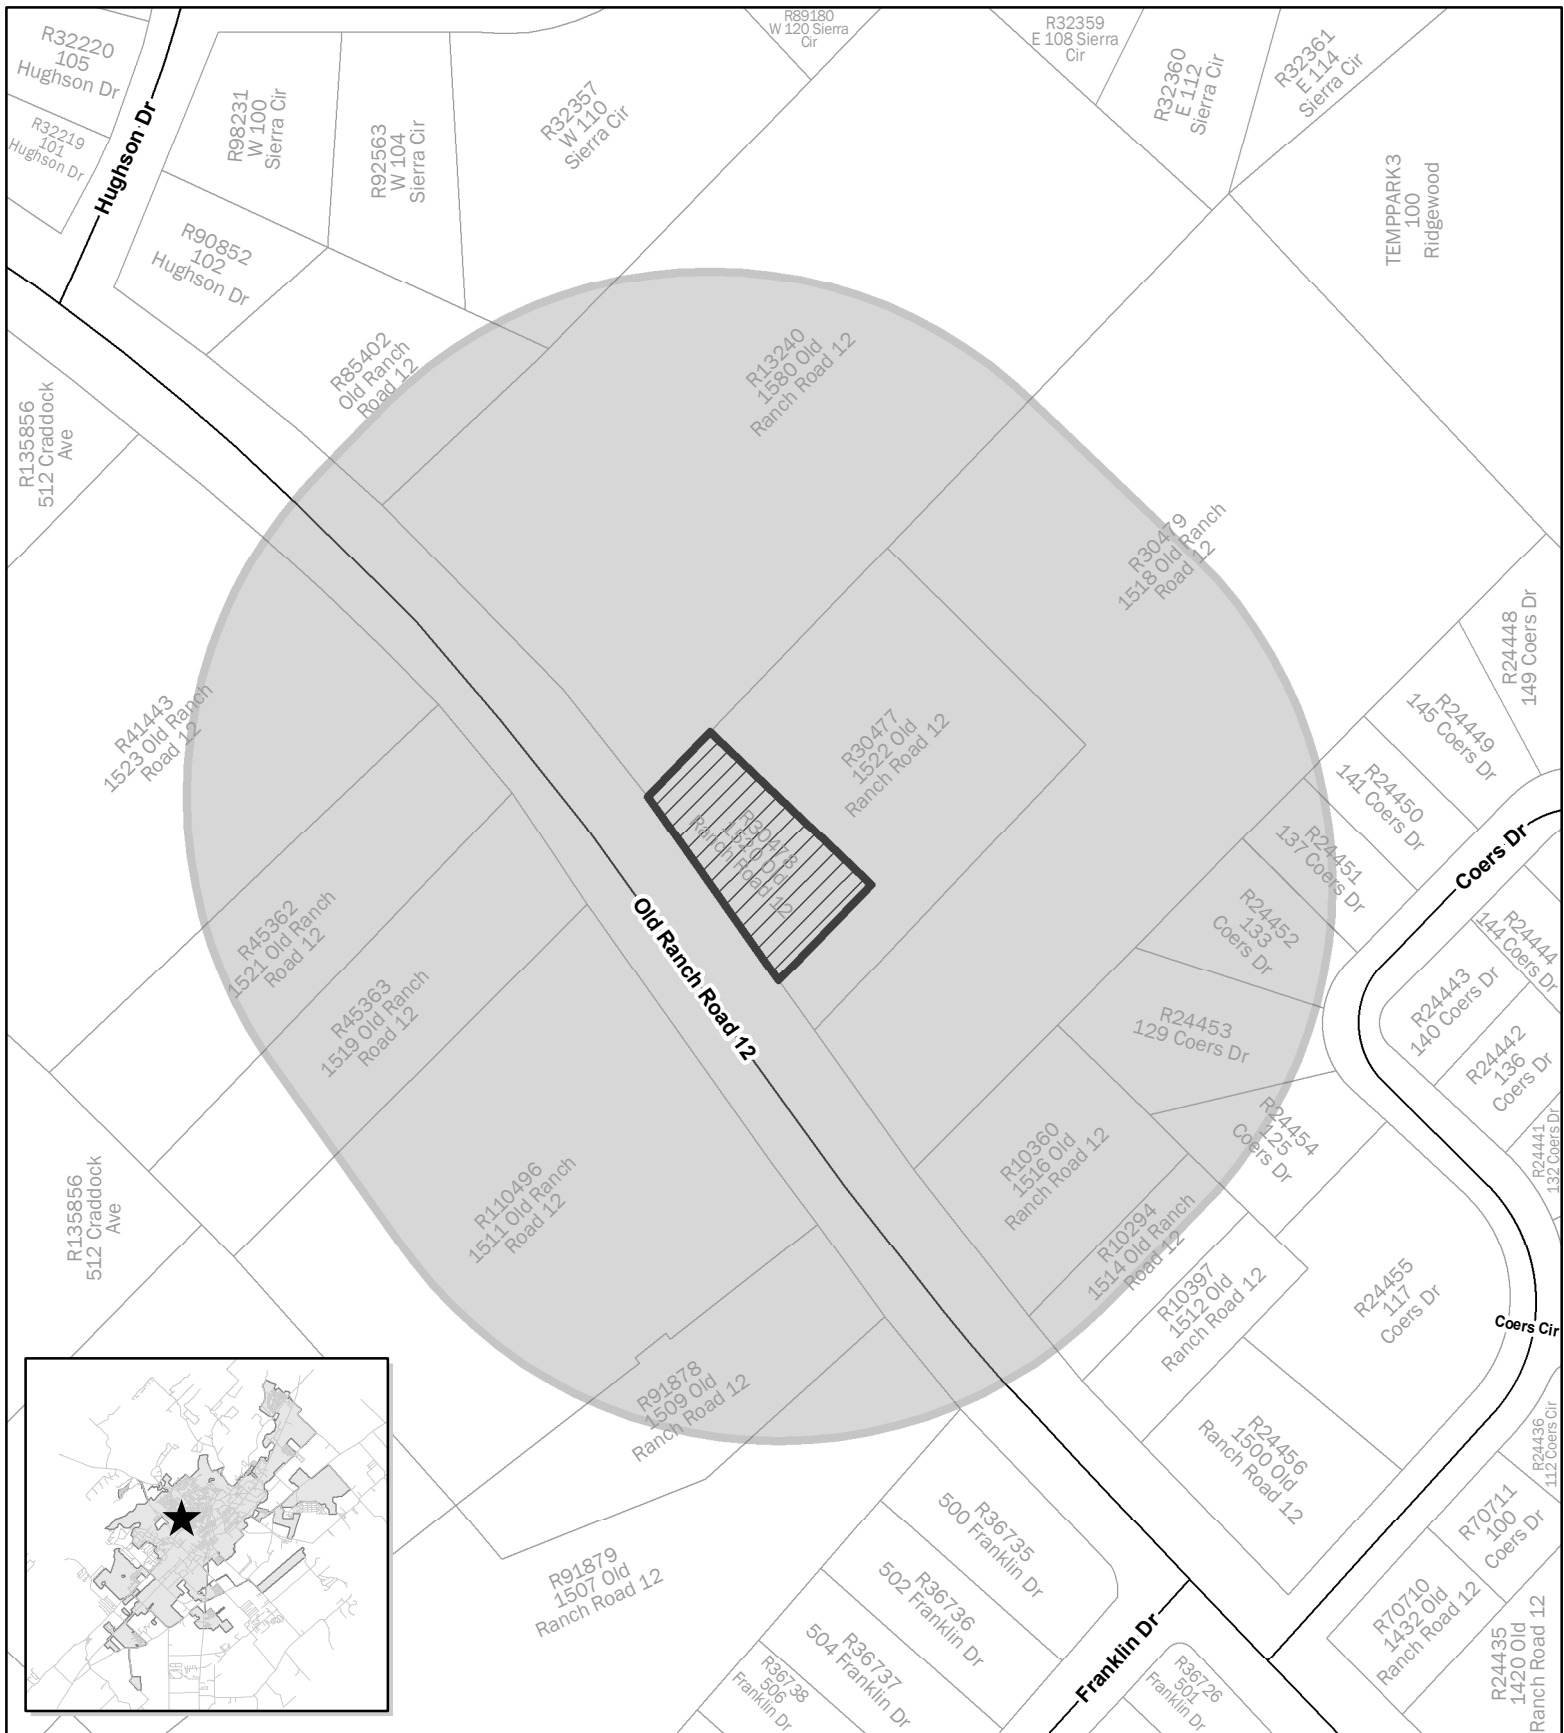 R32220
105
Hughson Dr
R32219
101
Hughson Dr
Hughson Dr
R98231
W 100
Sierra Cir
R92563
W 104
Sierra Cir
R32357
W 110
Sierra Cir
R89180
W 120 Sierra
Cir
R32359
E 108 Sierra
Cir
R32360
E 112
Sierra Cir
R32361
E 114
Sierra Cir
TEMPPARK3
100
Ridgewood
R90852
102
Hughson Dr
R85402
Old Ranch
Road 12
R13240
1580 Old
Ranch Road 12
R135856
512 Craddock
Ave
R30479
1518 Old Ranch
Road 12
R24448
149 Coers Dr
R24449
145 Coers Dr
R24450
141 Coers Dr
R24451
137 Coers Dr
Coers Dr
R41443
1523 Old Ranch
Road 12
R30477
1522 Old
Ranch Road 12
R30478
1520 Old
Ranch Road 12
R24452
133
Coers Dr
R24444
144 Coers Dr
R24443
140 Coers Dr
R24442
136
Coers Dr
R24441
132 Coers Dr
R45362
1521 Old Ranch
Road 12
R45363
1519 Old Ranch
Road 12
Old Ranch Road 12
R24453
129 Coers Dr
R24454
125
Coers Dr
R10360
1516 Old
Ranch Road 12
R110496
1511 Old Ranch
Road 12
R135856
512 Craddock
Ave
R10294
1514 Old Ranch
Road 12
R10397
1512 Old
Ranch Road 12
R24455
117
Coers Dr
Coers Cir
R91878
1509 Old
Ranch Road 12
R24456
1500 Old
Ranch Road 12
R24436
112 Coers Cir
R70711
100
Coers Dr
R36735
500 Franklin Dr
R91879
1507 Old
Ranch Road 12
R36736
502 Franklin Dr
R36737
504 Franklin Dr
R36738
506
Franklin Dr
Franklin Dr
R36726
501
Franklin Dr
R70710
1432 Old
Ranch Road 12
R24435
1420 Old
Ranch Road 12